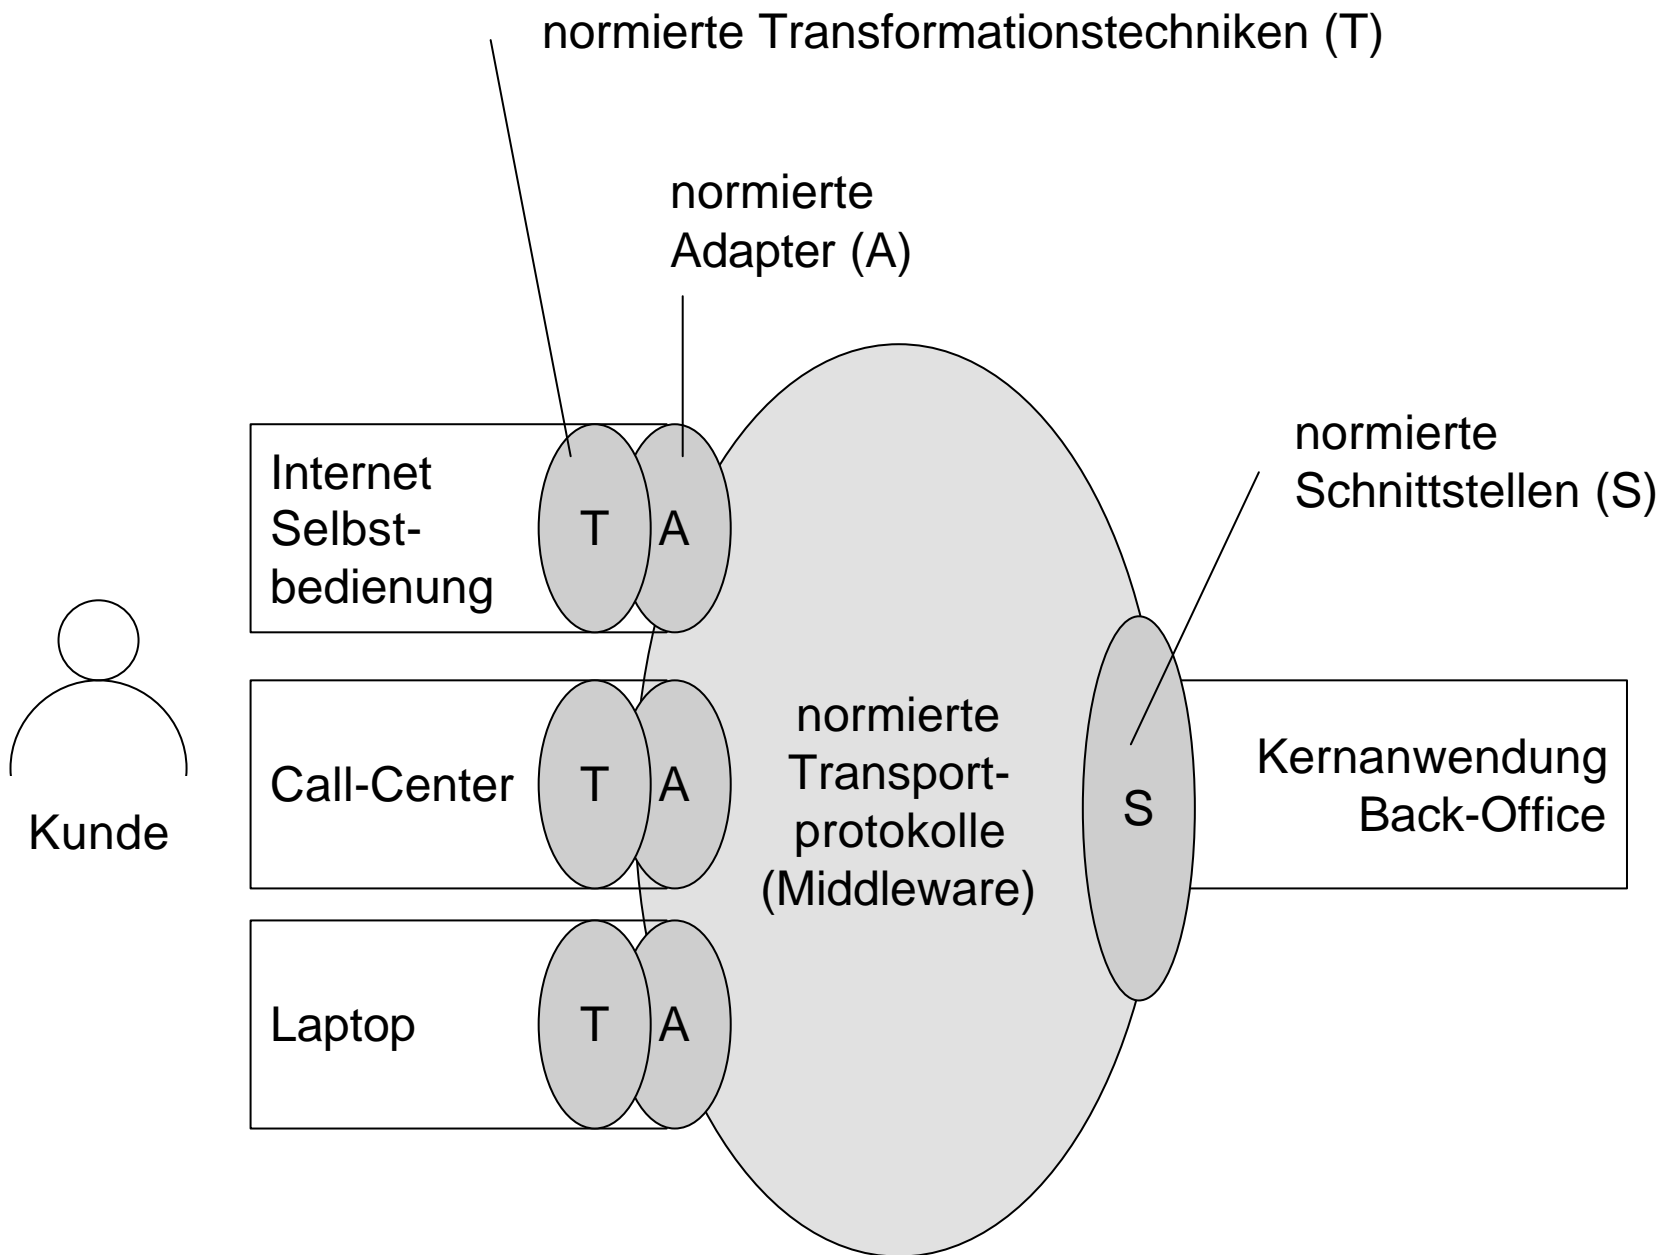 normierte Transformationstechniken (T)
normierte
Adapter (A)
normierte
Schnittstellen (S)
Internet
Selbst-
bedienung
T
A
Kunde
Call-Center
T
A
normierte
Transport-
protokolle
(Middleware)
S
Kernanwendung
Back-Office
Laptop
T
A